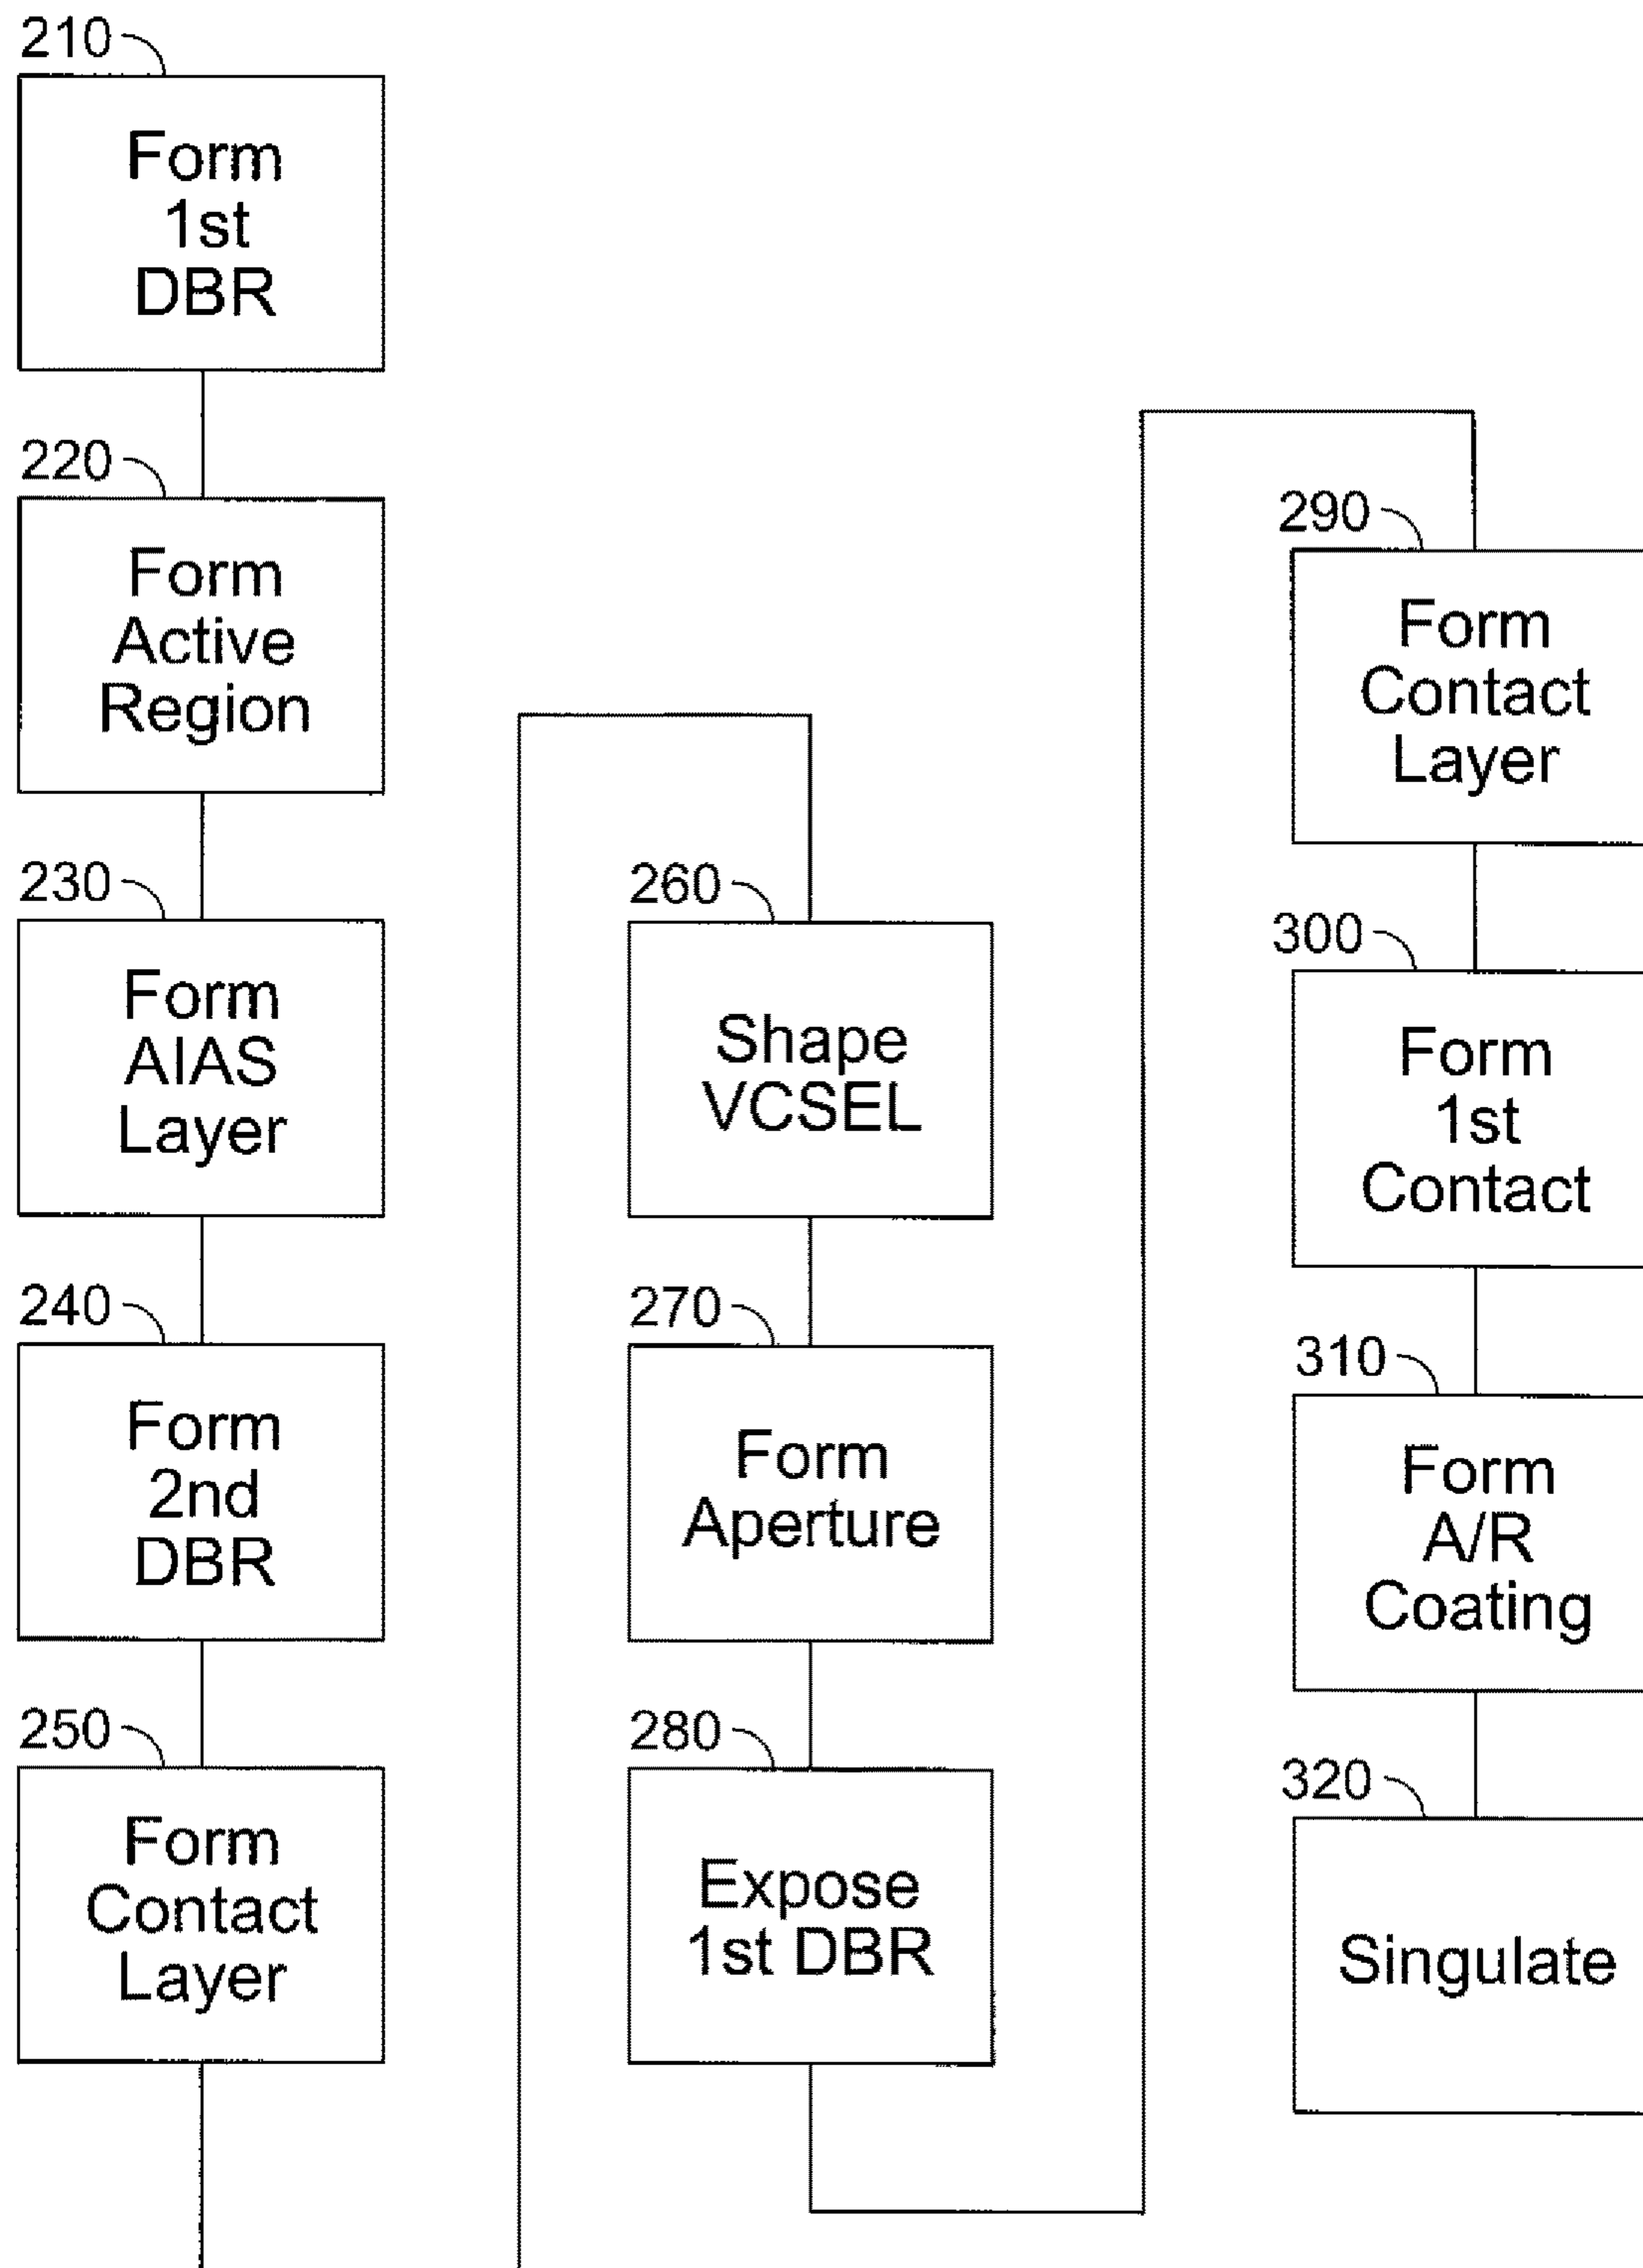 210
Form
1st
DBR
220
Form
Active
Region
230
Form
AIAS
Layer
240
Form
2nd
DBR
250
Form
Contact
Layer
260
Shape
VCSEL
270
Form
Aperture
280
Expose
1st DBR
290
Form
Contact
Layer
300
Form
1st
Contact
310
Form
A/R
Coating
320
Singulate